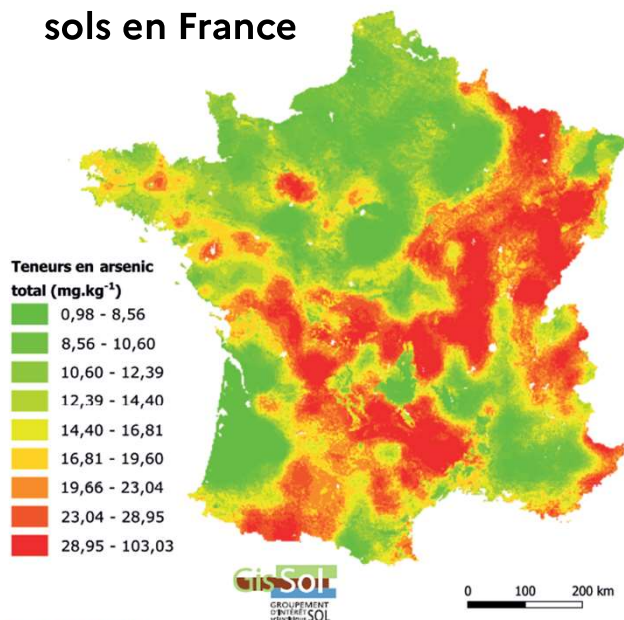 sols en France
Teneurs en arsenic
total (mg.kg⁻¹)
0,98 - 8,56
8,56 - 10,60
10,60 - 12,39
12,39 - 14,40
14,40 - 16,81
16,81 - 19,60
19,66 - 23,04
23,04 - 28,95
28,95 - 103,03
GisSol
GROUPEMENT
D'INTÉRÊT
SOL
0 100 200 km